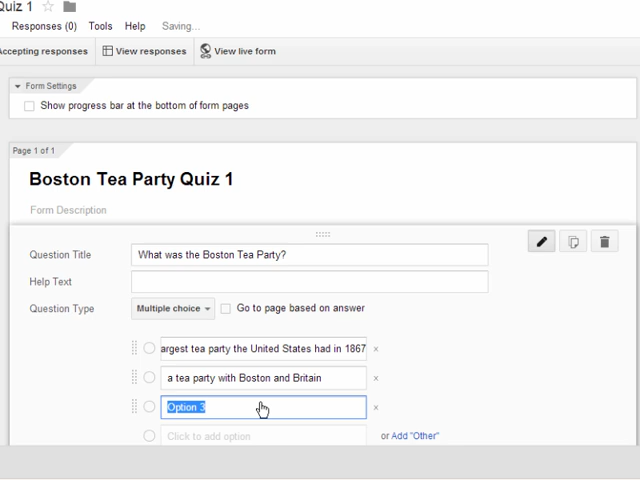 Quiz 1
Responses (0) Tools Help Saving...
Accepting responses View responses View live form
Form Settings
Show progress bar at the bottom of form pages
Page 1 of 1
Boston Tea Party Quiz 1
Form Description
Question Title What was the Boston Tea Party?
Help Text
Question Type Multiple choice Go to page based on answer
argest tea party the United States had in 1867 ×
a tea party with Boston and Britain ×
Option 3 ×
Click to add option or Add "Other"